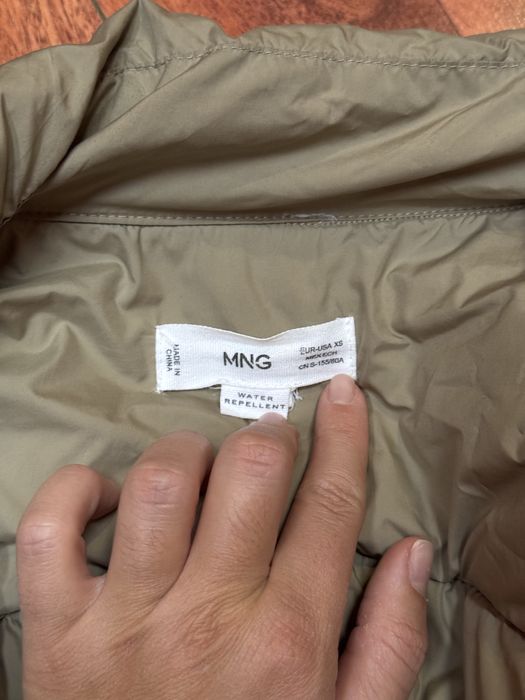 MADE IN
CHINA
MNG
EUR-USA XS
MEX ECH
CN S-155/80A
WATER
REPELLENT